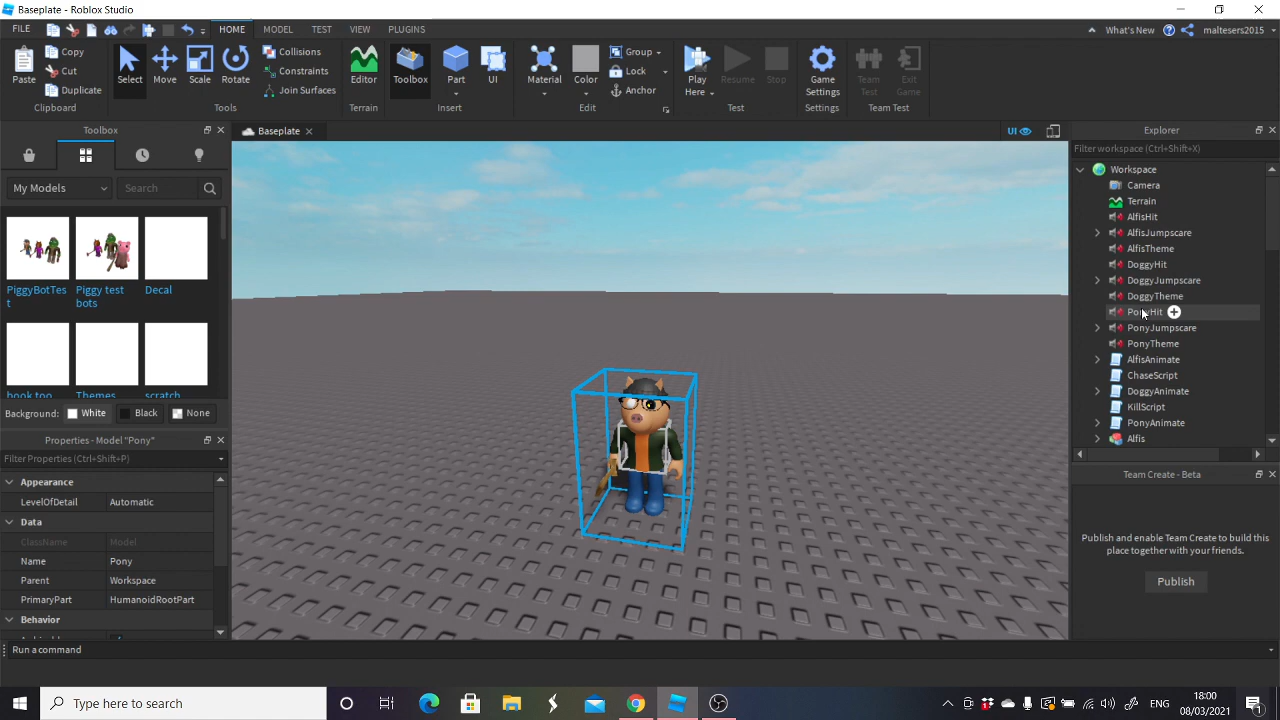 Baseplate - Roblox Studio
FILE HOME MODEL TEST VIEW PLUGINS What's New maltesers2015
Paste Copy Cut Duplicate Clipboard
Select Move Scale Rotate Collisions Constraints Join Surfaces Tools
Editor Terrain
Toolbox Part UI Insert
Material Color Group Lock Anchor Edit
Play Here Resume Stop Test
Game Settings Settings
Team Test Exit Game Team Test
Toolbox
My Models Search
PiggyBotTes
t
Piggy test
bots
Decal
book too
Themes
scratch
Background: White Black None
Properties - Model "Pony"
Filter Properties (Ctrl+Shift+P)
Appearance
LevelOfDetail Automatic
Data
ClassName Model
Name Pony
Parent Workspace
PrimaryPart HumanoidRootPart
Behavior
Baseplate
UI
Explorer
Filter workspace (Ctrl+Shift+X)
Workspace
Camera
Terrain
AlfisHit
AlfisJumpscare
AlfisTheme
DoggyHit
DoggyJumpscare
DoggyTheme
PonyHit
PonyJumpscare
PonyTheme
AlfisAnimate
ChaseScript
DoggyAnimate
KillScript
PonyAnimate
Alfis
Team Create - Beta
Publish and enable Team Create to build this
place together with your friends.
Publish
Run a command
Type here to search
ENG
18:00
08/03/2021
1